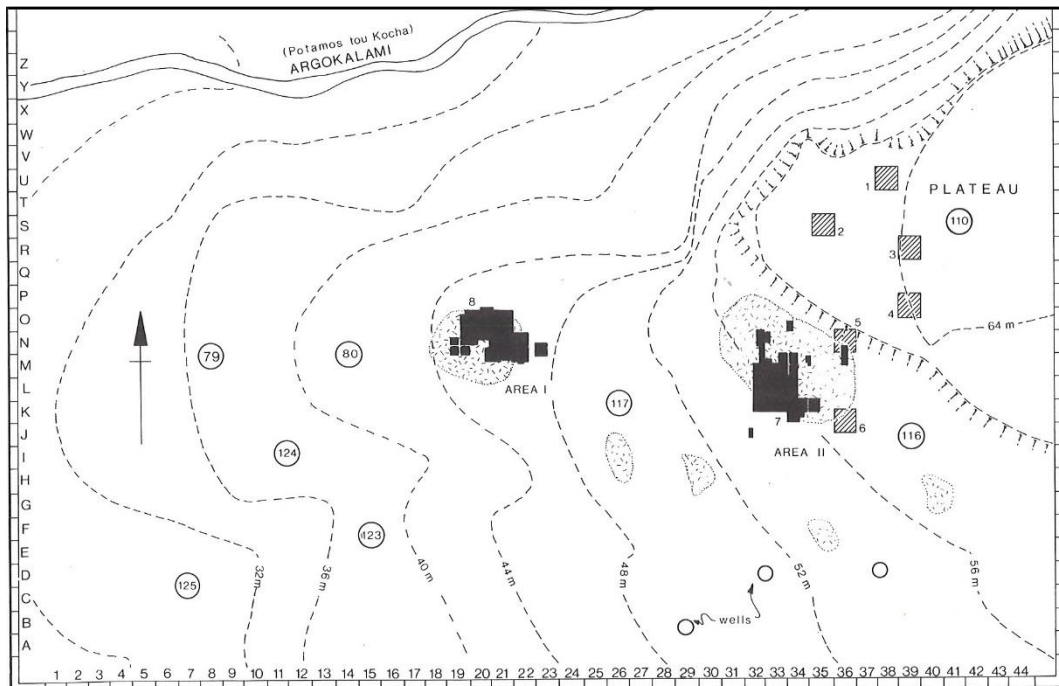 (Potamos tou Kocha)
ARGOKALAMI
Z
Y
X
W
V
U
T
S
R
Q
P
O
N
M
L
K
J
I
H
G
F
E
D
C
B
A
1
PLATEAU
2
110
3
4
64 m
5
8
79
80
AREA I
117
7
6
116
AREA II
124
123
125
32m
36m
40 m
44 m
48 m
52 m
56 m
wells
1 2 3 4 5 6 7 8 9 10 11 12 13 14 15 16 17 18 19 20 21 22 23 24 25 26 27 28 29 30 31 32 33 34 35 36 37 38 39 40 41 42 43 44